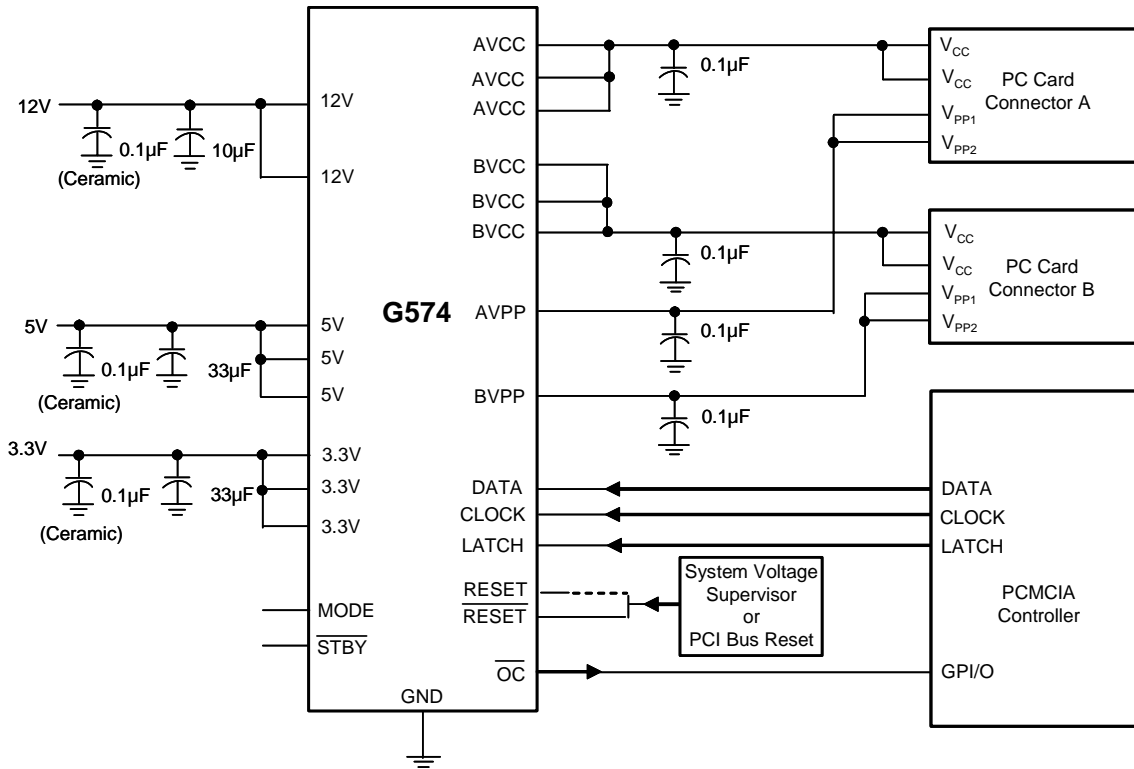 12V
0.1µF
(Ceramic)
10µF
5V
0.1µF
(Ceramic)
33µF
3.3V
0.1µF
(Ceramic)
33µF
12V
12V
5V
5V
5V
3.3V
3.3V
3.3V
MODE
STBY
GND
G574
AVCC
AVCC
AVCC
BVCC
BVCC
BVCC
AVPP
BVPP
DATA
CLOCK
LATCH
RESET
RESET
OC
0.1µF
0.1µF
0.1µF
0.1µF
VCC
VCC
VPP1
VPP2
PC Card
Connector A
VCC
VCC
VPP1
VPP2
PC Card
Connector B
DATA
CLOCK
LATCH
PCMCIA
Controller
GPI/O
System Voltage
Supervisor
or
PCI Bus Reset